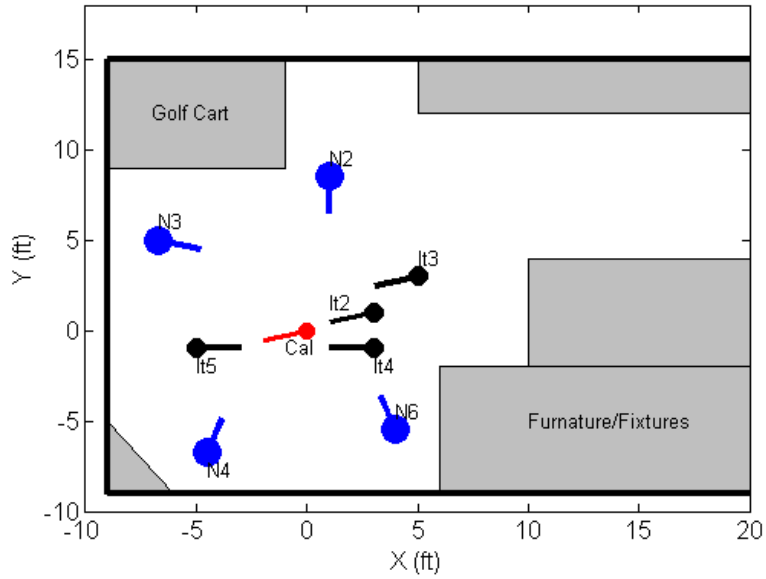 15
10
5
0
-5
-10
Y (ft)
Golf Cart
N2
N3
It3
It2
Cal
It5
It4
N6
Furnature/Fixtures
N4
-10
-5
0
5
10
15
20
X (ft)